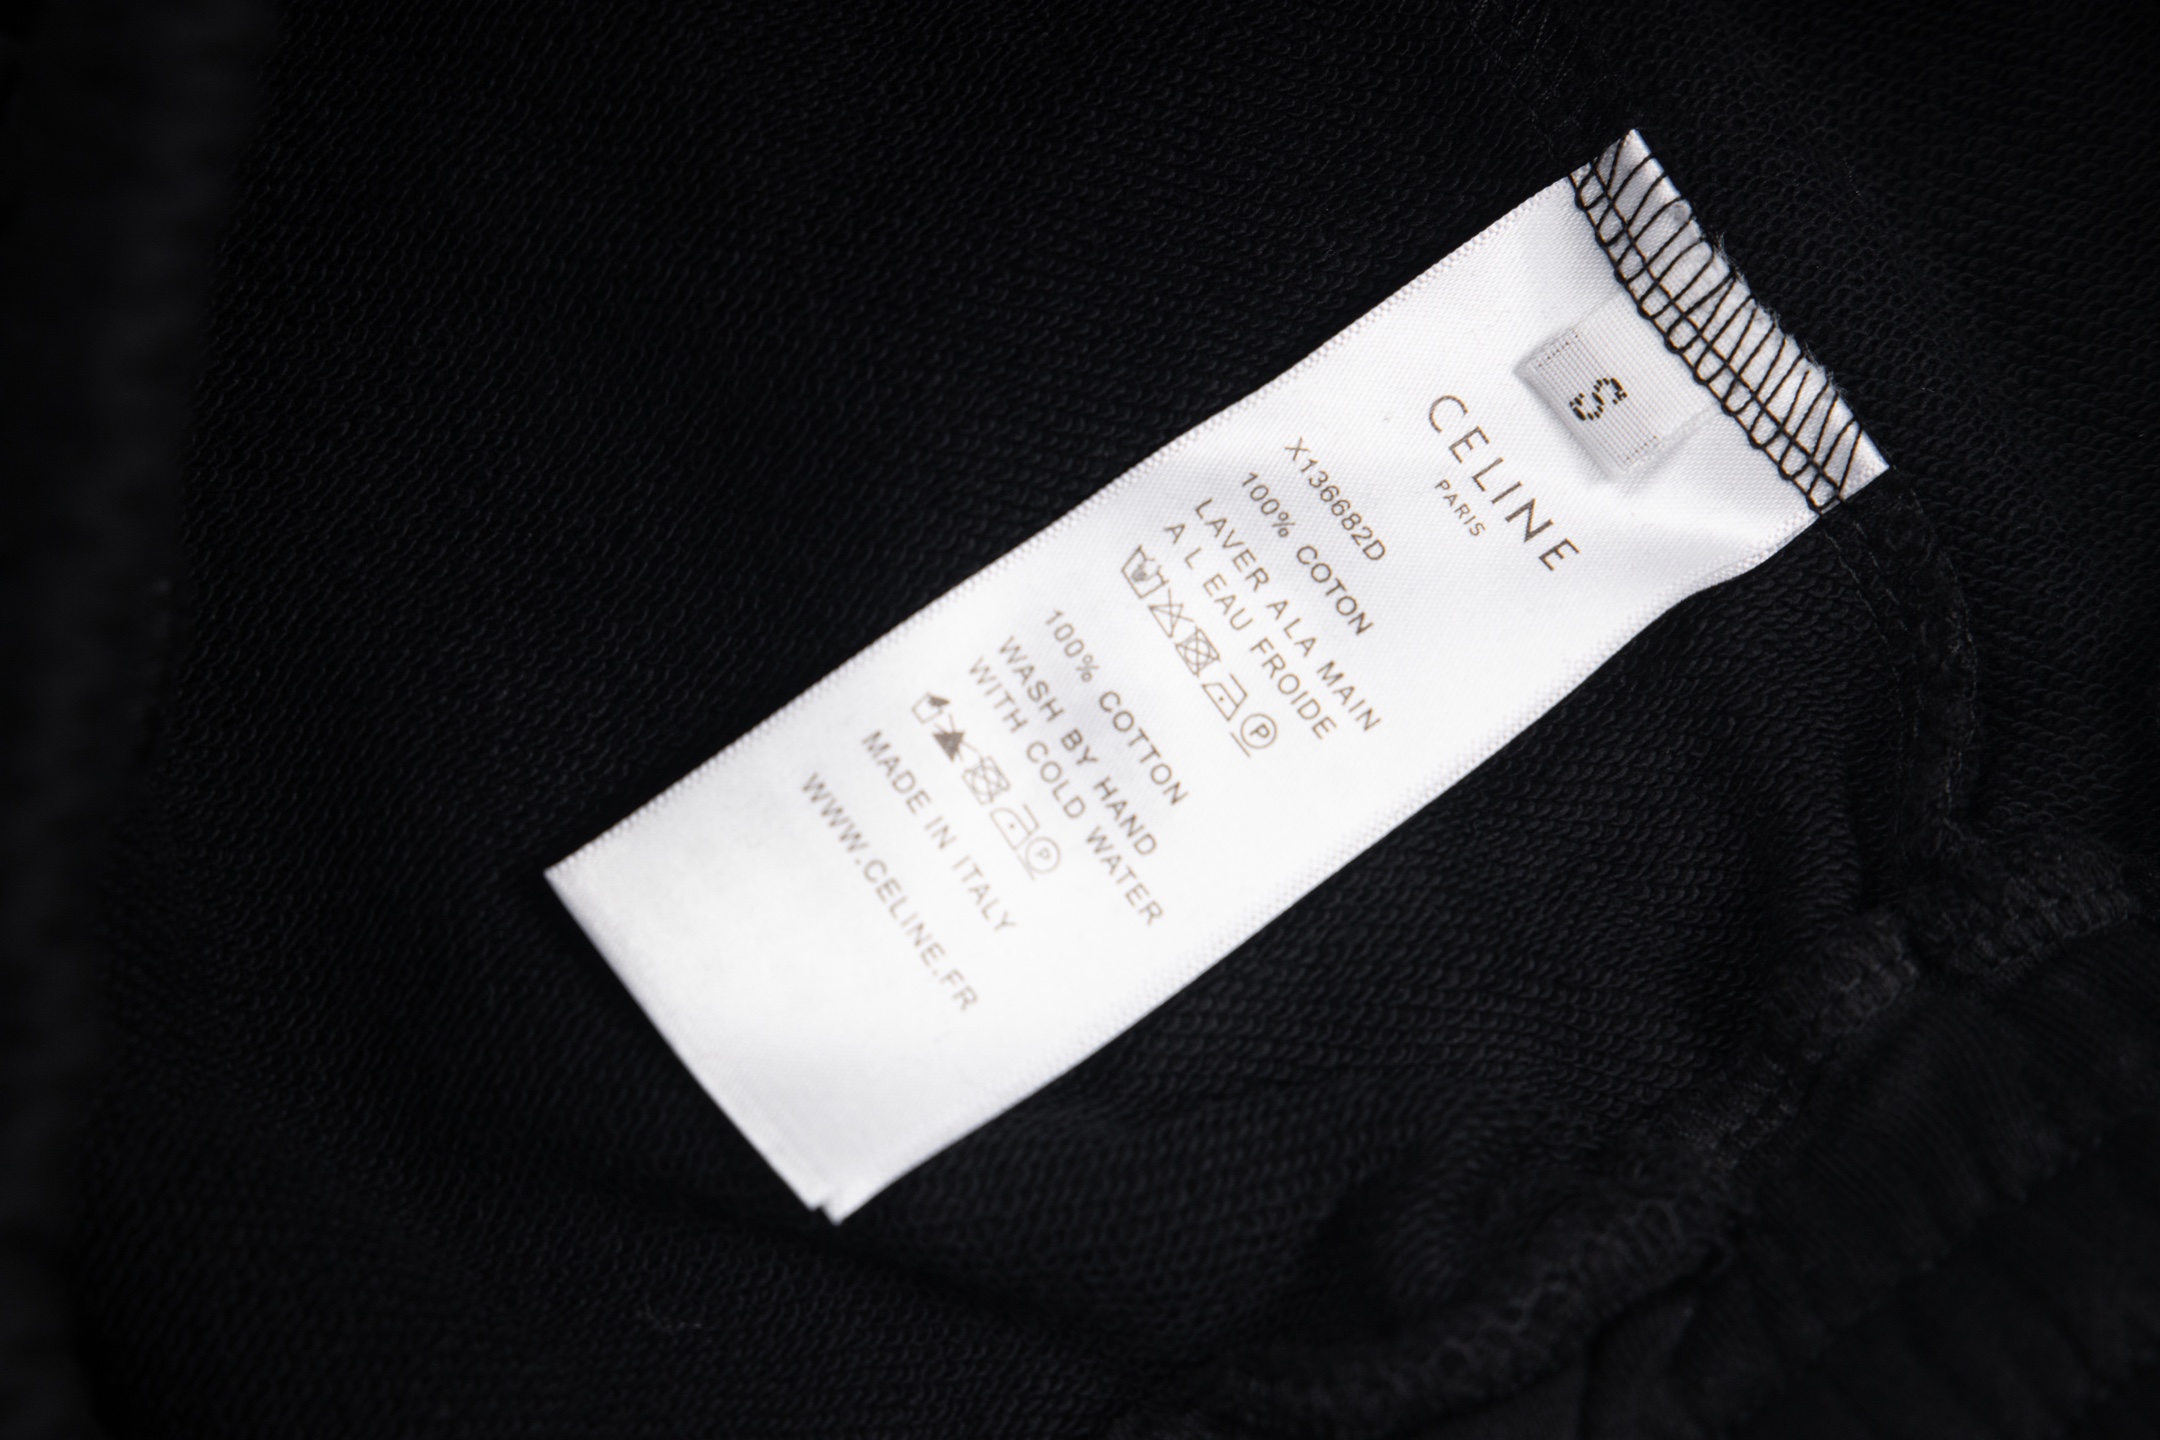 S
CELINE
PARIS
X136682D
100% COTON
LAVER A LA MAIN
A L EAU FROIDE
P
100% COTTON
WASH BY HAND
WITH COLD WATER
P
MADE IN ITALY
WWW.CELINE.FR